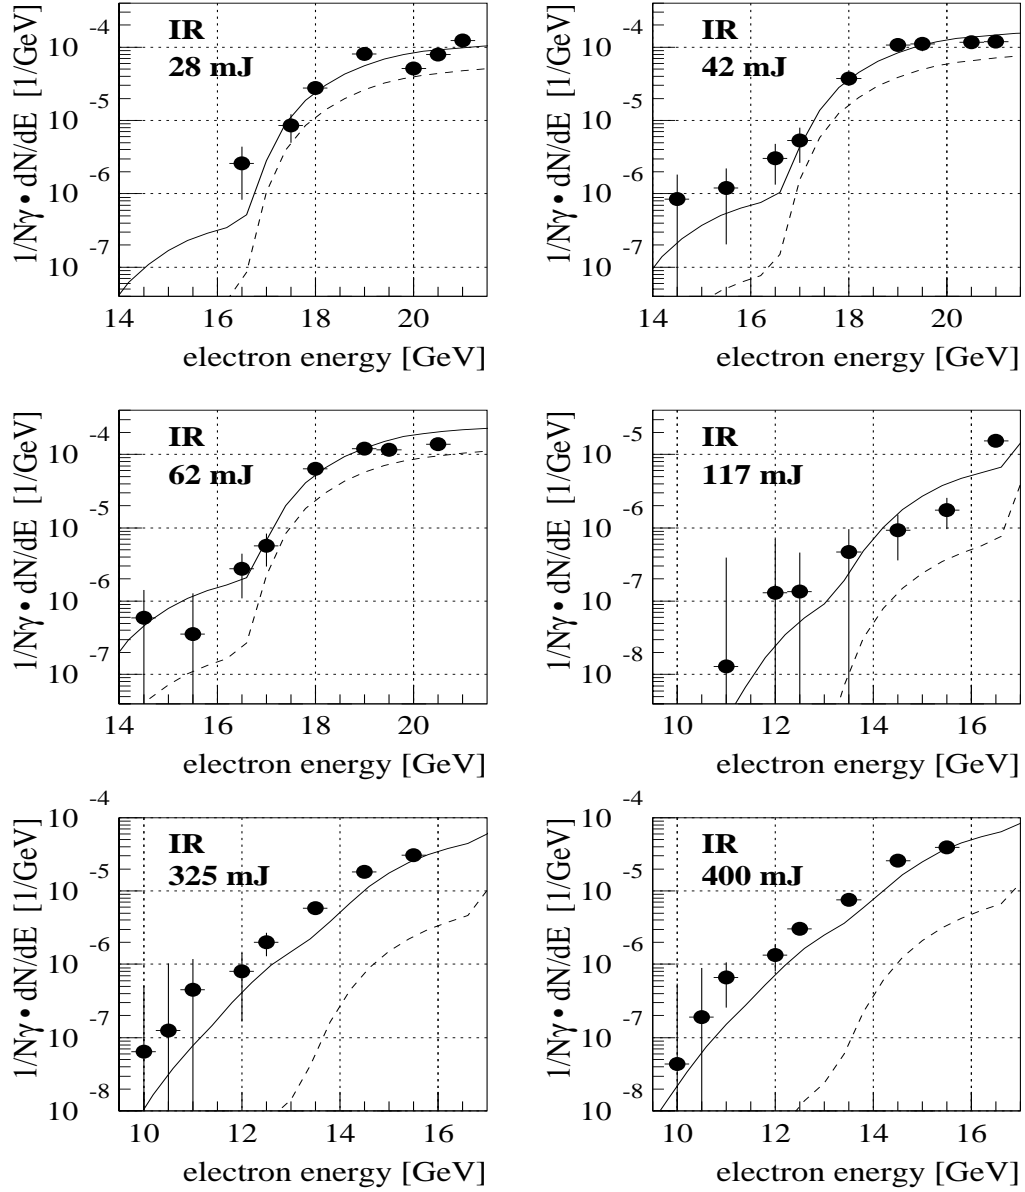 IR
28 mJ
1/Nγ•dN/dE [1/GeV]
10 -4
10 -5
10 -6
10 -7
14 16 18 20
electron energy [GeV]
IR
42 mJ
1/Nγ•dN/dE [1/GeV]
10 -4
10 -5
10 -6
10 -7
14 16 18 20
electron energy [GeV]
IR
62 mJ
1/Nγ•dN/dE [1/GeV]
10 -4
10 -5
10 -6
10 -7
14 16 18 20
electron energy [GeV]
IR
117 mJ
1/Nγ•dN/dE [1/GeV]
10 -5
10 -6
10 -7
10 -8
10 12 14 16
electron energy [GeV]
IR
325 mJ
1/Nγ•dN/dE [1/GeV]
10 -4
10 -5
10 -6
10 -7
10 -8
10 12 14 16
electron energy [GeV]
IR
400 mJ
1/Nγ•dN/dE [1/GeV]
10 -4
10 -5
10 -6
10 -7
10 -8
10 12 14 16
electron energy [GeV]